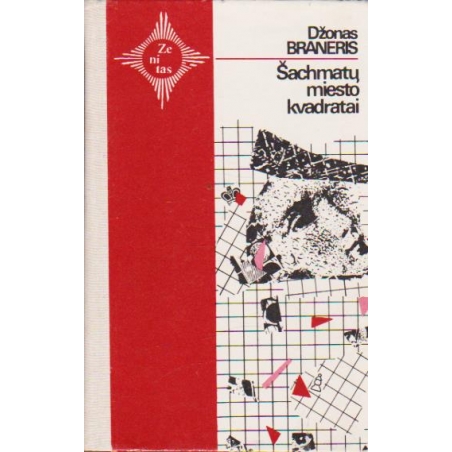 Ze
ni
tas
Džonas
BRANERIS
Šachmatų
miesto
kvadratai